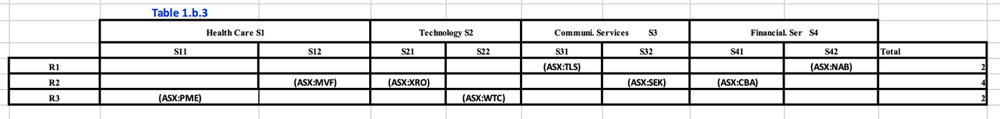 Table 1.b.3
Health Care S1 Technology S2 Communi. Services S3 Financial. Ser S4
S11 S12 S21 S22 S31 S32 S41 S42 Total
R1 (ASX:TLS) (ASX:NAB) 2
R2 (ASX:MVF) (ASX:XRO) (ASX:SEK) (ASX:CBA) 4
R3 (ASX:PME) (ASX:WTC) 2